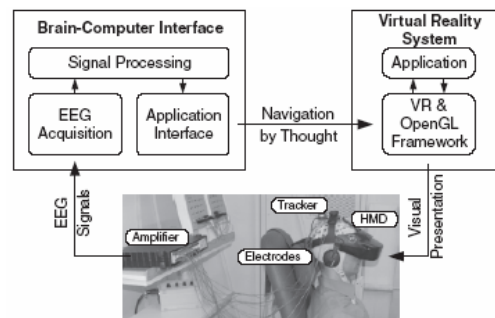 Brain-Computer Interface
Signal Processing
EEG
Acquisition
Application
Interface
Navigation
by Thought
Virtual Reality
System
Application
VR &
OpenGL
Framework
EEG
Signals
Visual
Presentation
Tracker
HMD
Amplifier
Electrodes